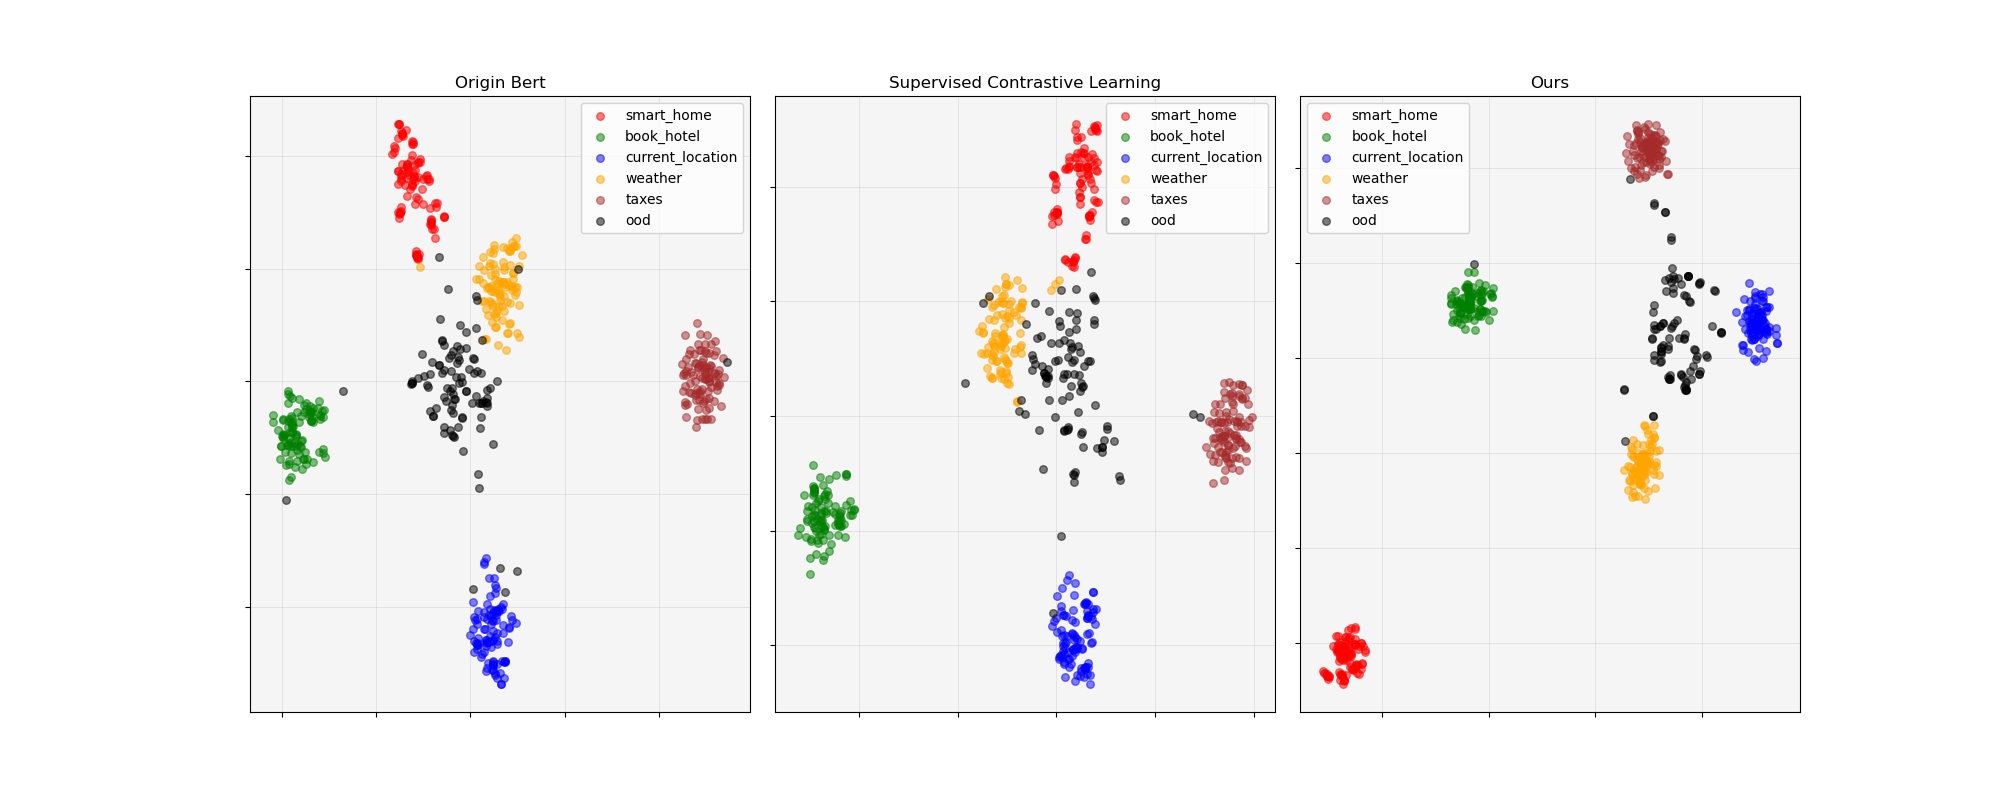 Origin Bert
smart_home
book_hotel
current_location
weather
taxes
ood
Supervised Contrastive Learning
smart_home
book_hotel
current_location
weather
taxes
ood
Ours
smart_home
book_hotel
current_location
weather
taxes
ood